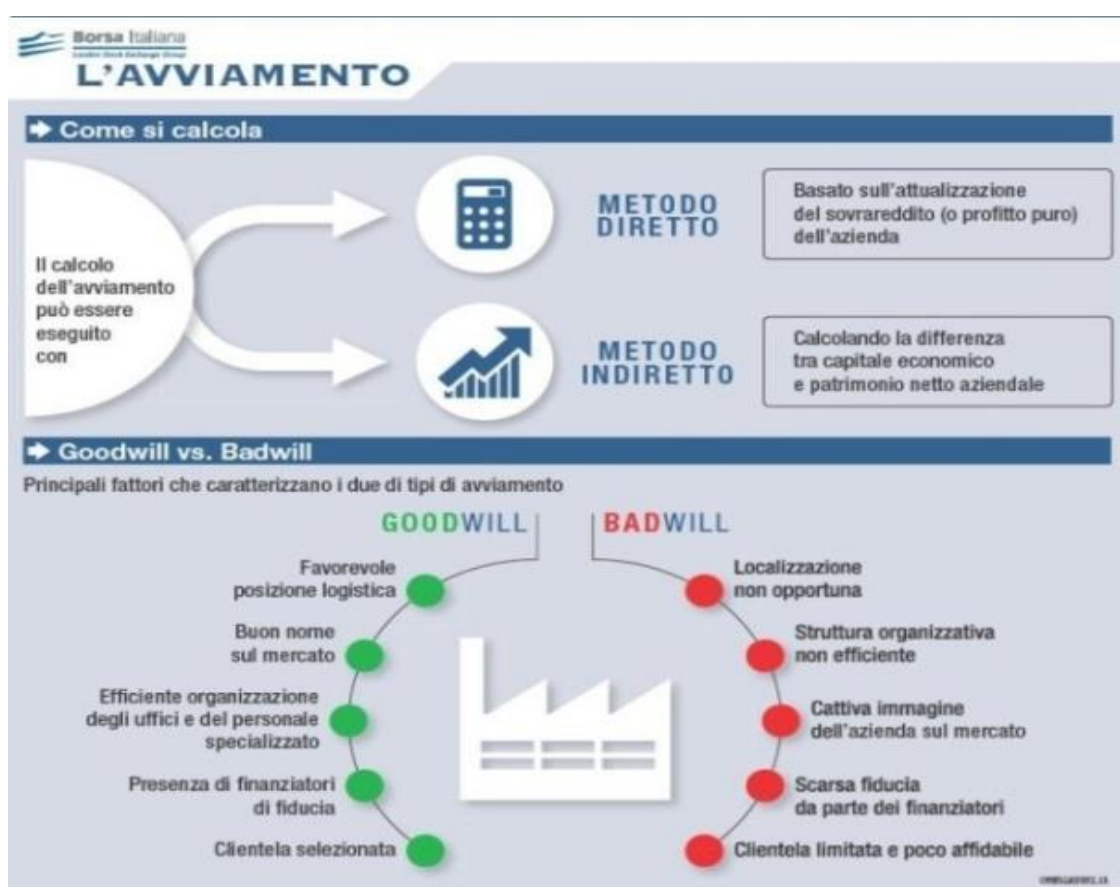 Borsa Italiana
London Stock Exchange Group
L'AVVIAMENTO
Come si calcola
Il calcolo
dell'avviamento
può essere
eseguito
con
METODO
DIRETTO
Basato sull'attualizzazione
del sovrareddito (o profitto puro)
dell'azienda
METODO
INDIRETTO
Calcolando la differenza
tra capitale economico
e patrimonio netto aziendale
Goodwill vs. Badwill
Principali fattori che caratterizzano i due di tipi di avviamento
GOODWILL
Favorevole
posizione logistica
Buon nome
sul mercato
Efficiente organizzazione
degli uffici e del personale
specializzato
Presenza di finanziatori
di fiducia
Clientela selezionata
BADWILL
Localizzazione
non opportuna
Struttura organizzativa
non efficiente
Cattiva immagine
dell'azienda sul mercato
Scarsa fiducia
da parte dei finanziatori
Clientela limitata e poco affidabile